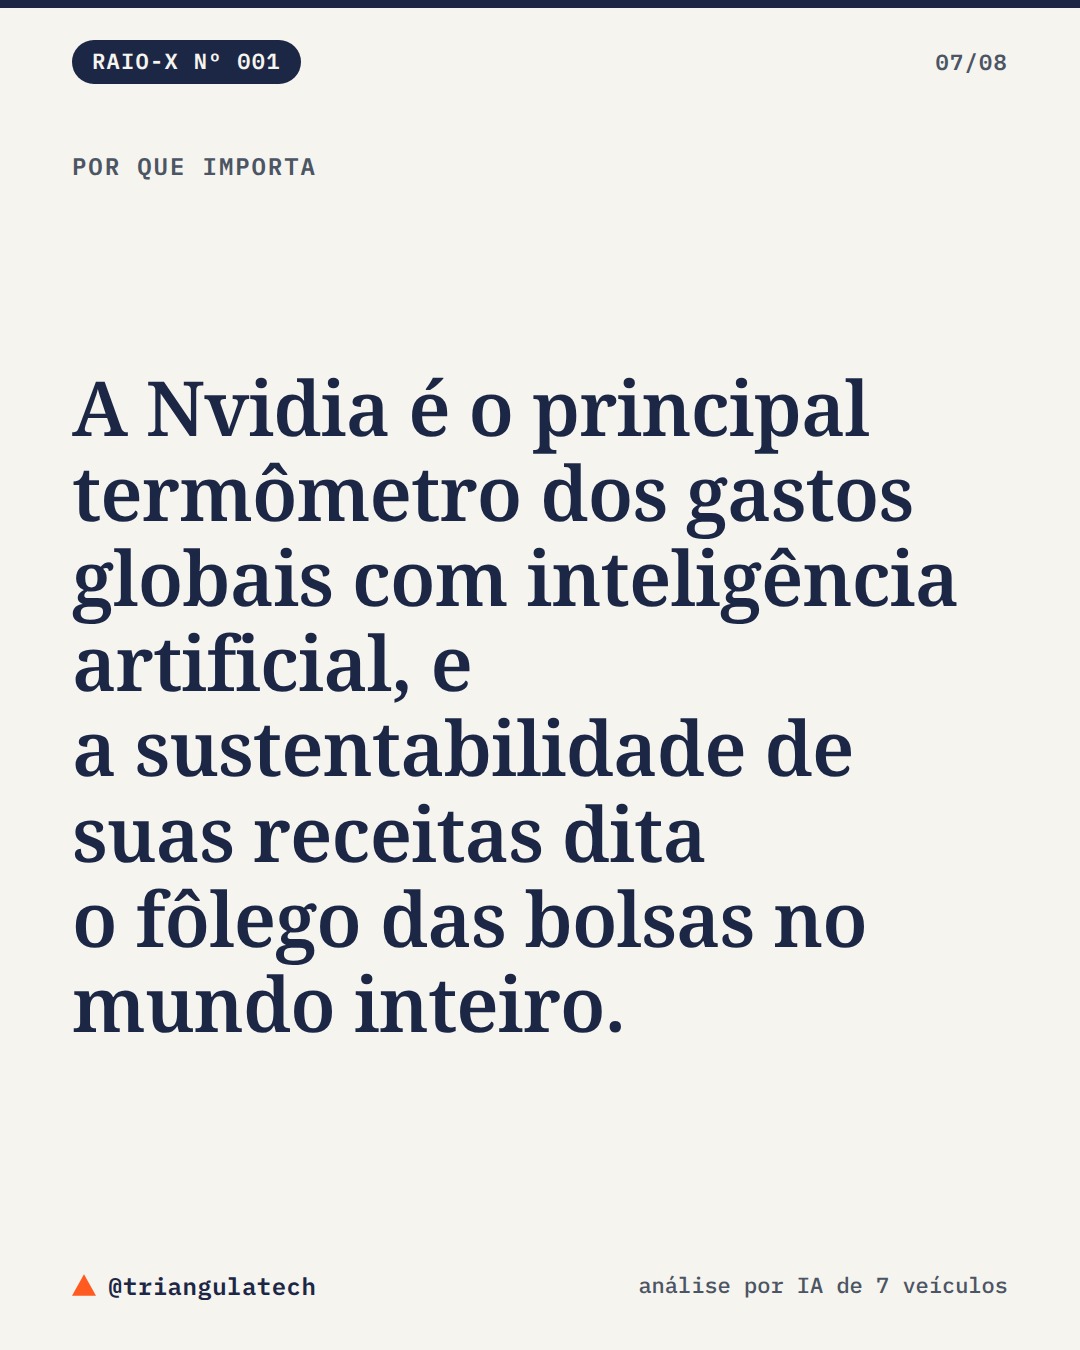 RAIO-X Nº 001
07/08
POR QUE IMPORTA
A Nvidia é o principal
termômetro dos gastos
globais com inteligência
artificial, e
a sustentabilidade de
suas receitas dita
o fôlego das bolsas no
mundo inteiro.
@triangulatech
análise por IA de 7 veículos